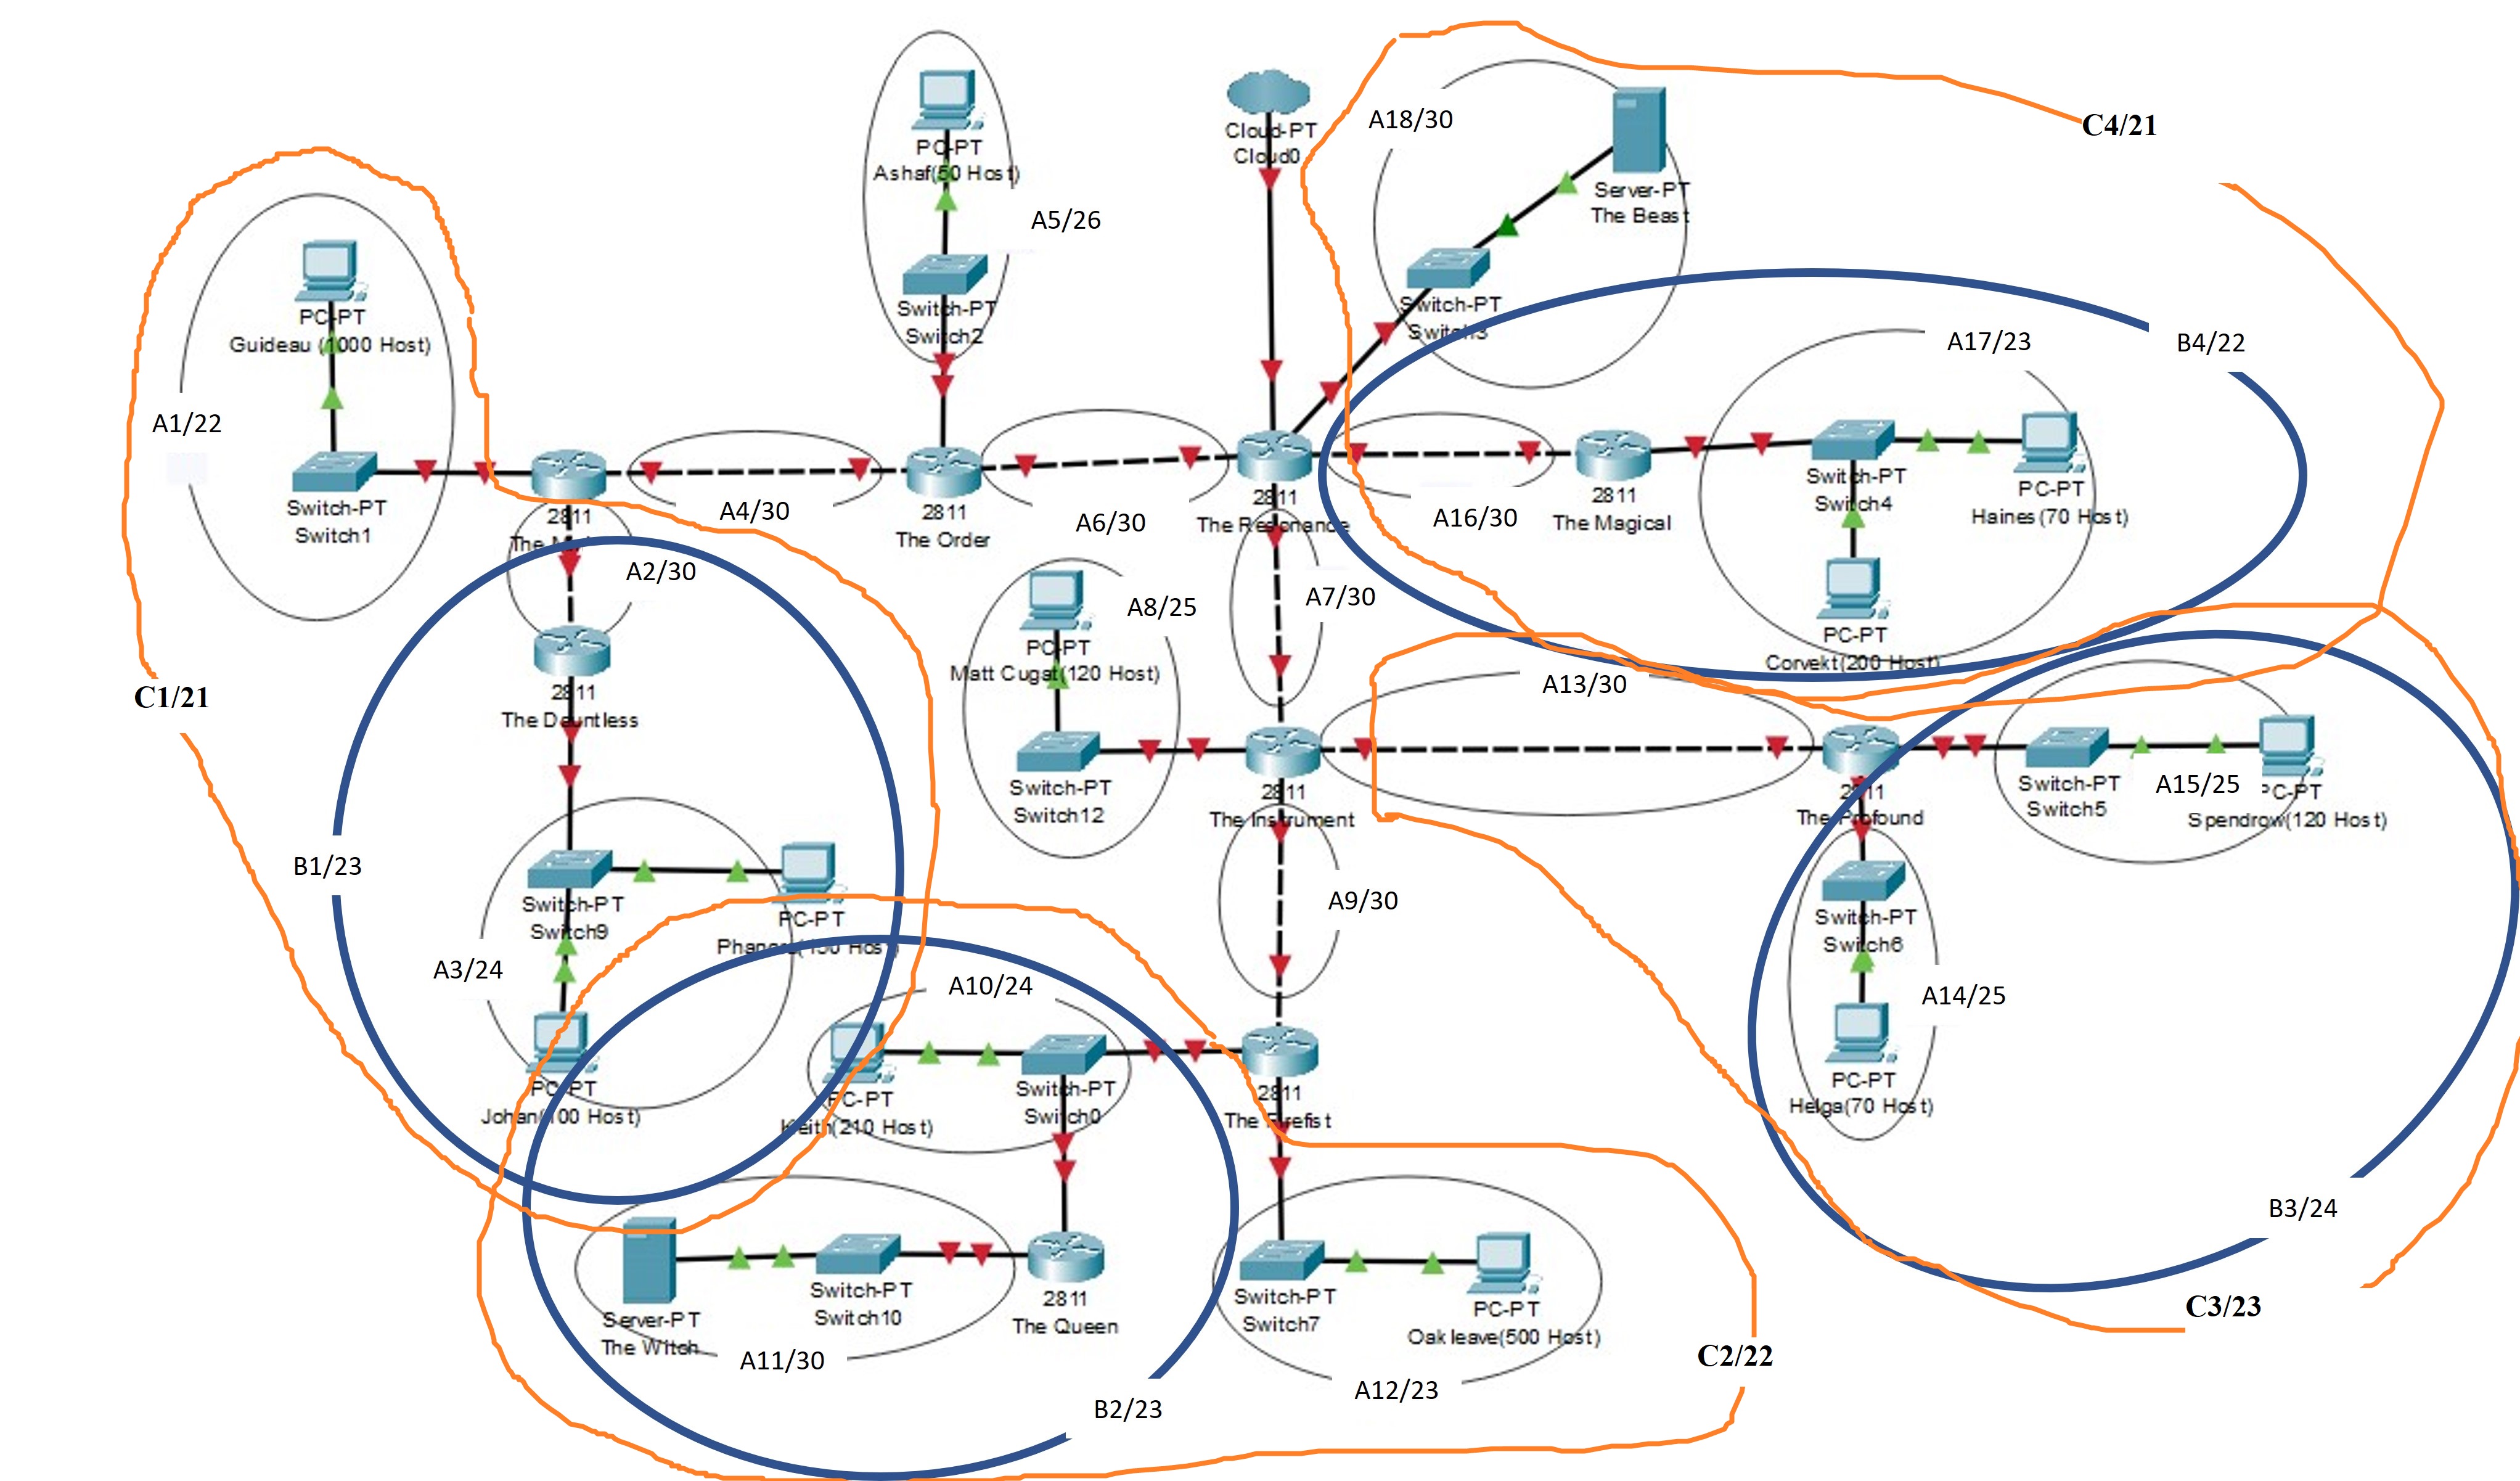 C4/21
A18/30
Server-PT
The Beast
Cloud-PT
Cloud0
PC-PT
Ashaf(50 Host)
A5/26
Switch-PT
Switch2
Switch-PT
Switch3
PC-PT
Guideau (1000 Host)
A1/22
Switch-PT
Switch1
2811
A4/30
2811
The Order
A6/30
2811
The Resonance
A16/30
2811
The Magical
A17/23
B4/22
Switch-PT
Switch4
PC-PT
Haines(70 Host)
PC-PT
Corvekt(200 Host)
A2/30
2811
The Dauntless
C1/21
A8/25
PC-PT
Matt Cugat(120 Host)
A7/30
Switch-PT
Switch12
2811
The Instrument
A13/30
2811
The Profound
Switch-PT
Switch5
A15/25
PC-PT
Spendrow(120 Host)
B1/23
Switch-PT
Switch9
PC-PT
A3/24
PC-PT
Johan(100 Host)
A9/30
A10/24
PC-PT
Keith(210 Host)
Switch-PT
Switch0
2811
The Firefist
Switch-PT
Switch6
A14/25
PC-PT
Helga(70 Host)
B3/24
C3/23
Server-PT
The Witch
Switch-PT
Switch10
2811
The Queen
A11/30
B2/23
Switch-PT
Switch7
PC-PT
Oakleave(500 Host)
A12/23
C2/22